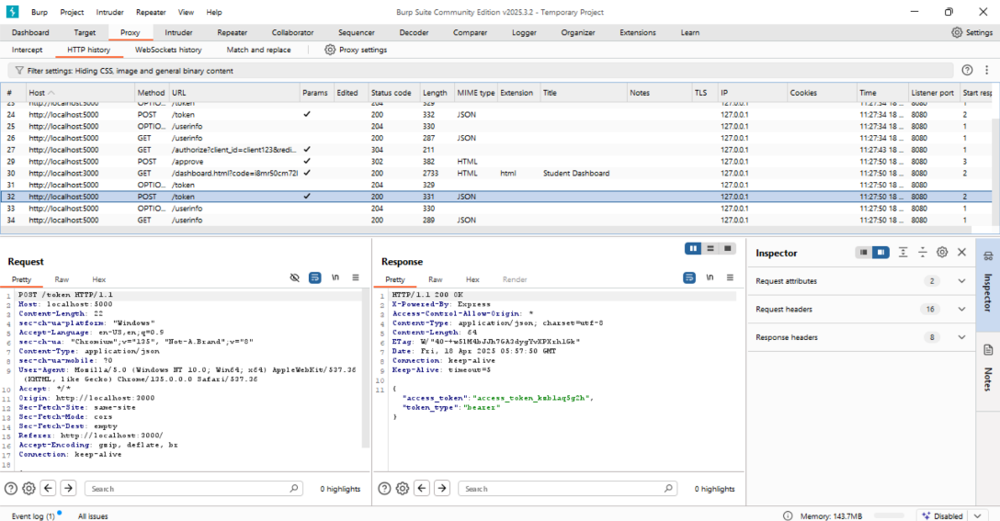 Burp Project Intruder Repeater View Help Burp Suite Community Edition v2025.3.2 - Temporary Project
Dashboard Target Proxy Intruder Repeater Collaborator Sequencer Decoder Comparer Logger Organizer Extensions Learn Settings
Intercept HTTP history WebSockets history Match and replace Proxy settings
Filter settings: Hiding CSS, image and general binary content
# Host Method URL Params Edited Status code Length MIME type Extension Title Notes TLS IP Cookies Time Listener port Start resp
23 http://localhost:5000 OPTIO... /token 204 329 127.0.0.1 11:27:34 18 ... 8080 1
24 http://localhost:5000 POST /token ✓ 200 332 JSON 127.0.0.1 11:27:34 18 ... 8080 2
25 http://localhost:5000 OPTIO... /userinfo 204 330 127.0.0.1 11:27:34 18 ... 8080 1
26 http://localhost:5000 GET /userinfo 200 287 JSON 127.0.0.1 11:27:34 18 ... 8080 1
27 http://localhost:5000 GET /authorize?client_id=client123&redi... ✓ 304 211 127.0.0.1 11:27:43 18 ... 8080 1
29 http://localhost:5000 POST /approve ✓ 302 382 HTML 127.0.0.1 11:27:50 18 ... 8080 3
30 http://localhost:3000 GET /dashboard.html?code=i8mr50cm72l ✓ 200 2733 HTML html Student Dashboard 127.0.0.1 11:27:50 18 ... 8080 2
31 http://localhost:5000 OPTIO... /token 204 329 127.0.0.1 11:27:50 18 ... 8080 1
32 http://localhost:5000 POST /token ✓ 200 331 JSON 127.0.0.1 11:27:50 18 ... 8080 2
33 http://localhost:5000 OPTIO... /userinfo 204 330 127.0.0.1 11:27:50 18 ... 8080 1
34 http://localhost:5000 GET /userinfo 200 289 JSON 127.0.0.1 11:27:50 18 ... 8080 1
Request
Pretty Raw Hex \n
1 POST /token HTTP/1.1
2 Host: localhost:5000
3 Content-Length: 22
4 sec-ch-ua-platform: "Windows"
5 Accept-Language: en-US,en;q=0.9
6 sec-ch-ua: "Chromium";v="135", "Not-A.Brand";v="8"
7 Content-Type: application/json
8 sec-ch-ua-mobile: ?0
9 User-Agent: Mozilla/5.0 (Windows NT 10.0; Win64; x64) AppleWebKit/537.36
(KHTML, like Gecko) Chrome/135.0.0.0 Safari/537.36
10 Accept: */*
11 Origin: http://localhost:3000
12 Sec-Fetch-Site: same-site
13 Sec-Fetch-Mode: cors
14 Sec-Fetch-Dest: empty
15 Referer: http://localhost:3000/
16 Accept-Encoding: gzip, deflate, br
17 Connection: keep-alive
18
Search 0 highlights
Response
Pretty Raw Hex Render \n
1 HTTP/1.1 200 OK
2 X-Powered-By: Express
3 Access-Control-Allow-Origin: *
4 Content-Type: application/json; charset=utf-8
5 Content-Length: 64
6 ETag:
7 Date: Fri, 18 Apr 2025 05:57:50 GMT
8 Connection: keep-alive
9 Keep-Alive: timeout=5
10
11 {
"access_token":
"token_type":"bearer"
}
Search 0 highlights
Inspector
Request attributes 2
Request headers 16
Response headers 8
Inspector
Notes
Event log (1) All issues Memory: 143.7MB Disabled